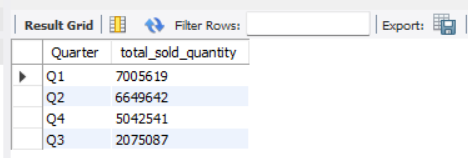 Result Grid Filter Rows: Export:
Quarter total_sold_quantity
Q1 7005619
Q2 6649642
Q4 5042541
Q3 2075087